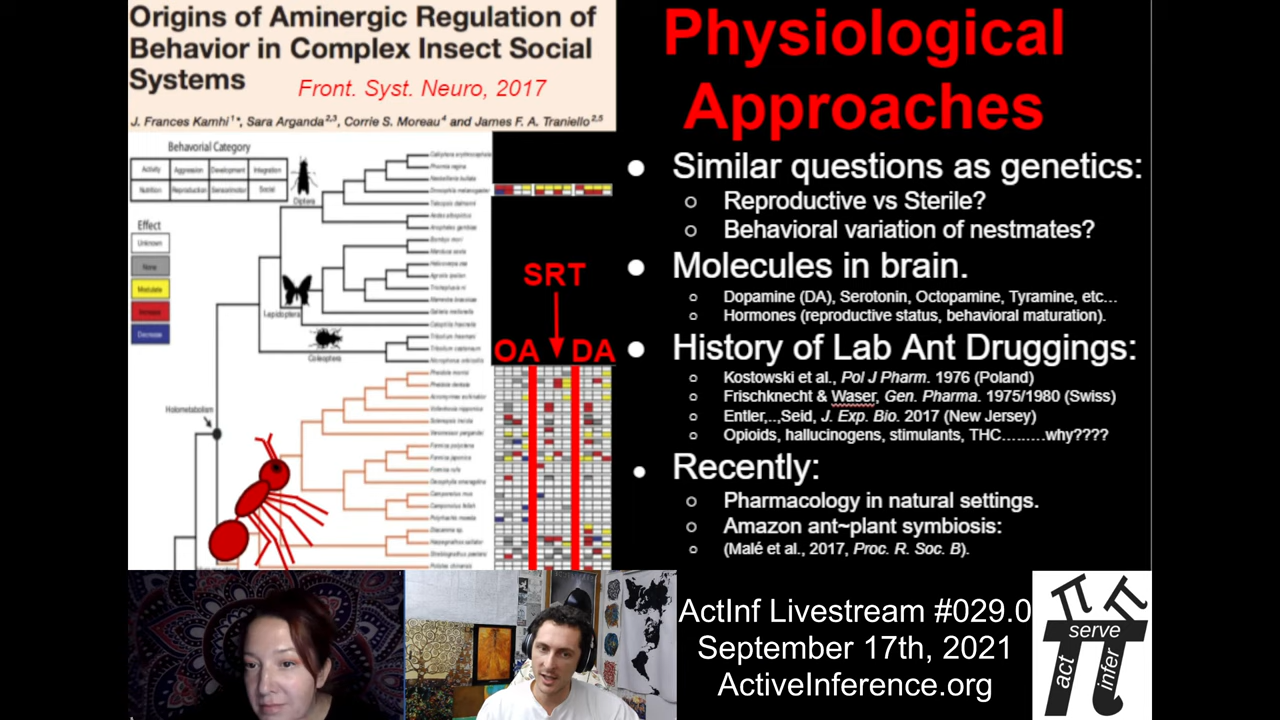 Origins of Aminergic Regulation of
Behavior in Complex Insect Social
Systems
Front. Syst. Neuro, 2017
J. Frances Kamhi1*, Sara Arganda2,3, Corrie S. Moreau4 and James F. A. Traniello2,5
Behavioral Category
Activity Aggression Development Integration
Nutrition Reproduction Sensorimotor Social
Effect
Unknown
None
Modulate
Increase
Decrease
Diptera
Lepidoptera
Coleoptera
Holometabolism
SRT
OA DA
Physiological
Approaches
● Similar questions as genetics:
○ Reproductive vs Sterile?
○ Behavioral variation of nestmates?
● Molecules in brain.
○ Dopamine (DA), Serotonin, Octopamine, Tyramine, etc…
○ Hormones (reproductive status, behavioral maturation).
● History of Lab Ant Druggings:
○ Kostowski et al., Pol J Pharm. 1976 (Poland)
○ Frischknecht & Waser, Gen. Pharma. 1975/1980 (Swiss)
○ Entler,..,Seid, J. Exp. Bio. 2017 (New Jersey)
○ Opioids, hallucinogens, stimulants, THC…….why????
● Recently:
○ Pharmacology in natural settings.
○ Amazon ant~plant symbiosis:
○ (Malé et al., 2017, Proc. R. Soc. B).
ActInf Livestream #029.0
September 17th, 2021
ActiveInference.org
serve
act
infer